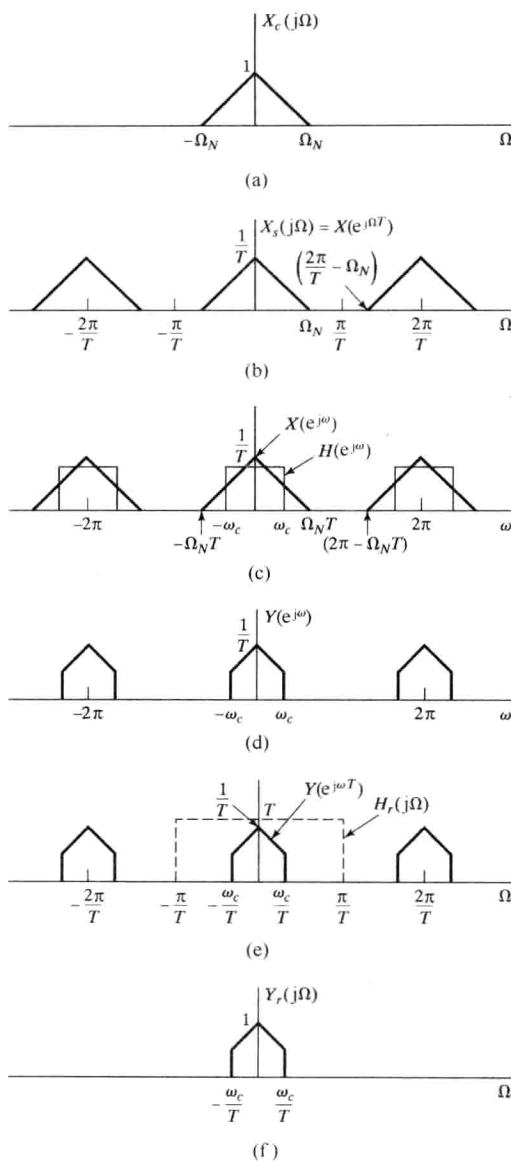 X_c(jΩ)
1
-Ω_N Ω_N Ω
(a)
X_s(jΩ) = X(e^{jΩT})
1/T
(2π/T - Ω_N)
-2π/T -π/T Ω_N π/T 2π/T Ω
(b)
X(e^{jω})
1/T
H(e^{jω})
-2π -ω_c ω_c Ω_NT 2π ω
-Ω_NT (2π - Ω_NT)
(c)
Y(e^{jω})
1/T
-2π -ω_c ω_c 2π ω
(d)
1/T T Y(e^{jωT}) H_r(jΩ)
-2π/T -π/T -ω_c/T ω_c/T π/T 2π/T Ω
(e)
Y_r(jΩ)
1
-ω_c/T ω_c/T Ω
(f)